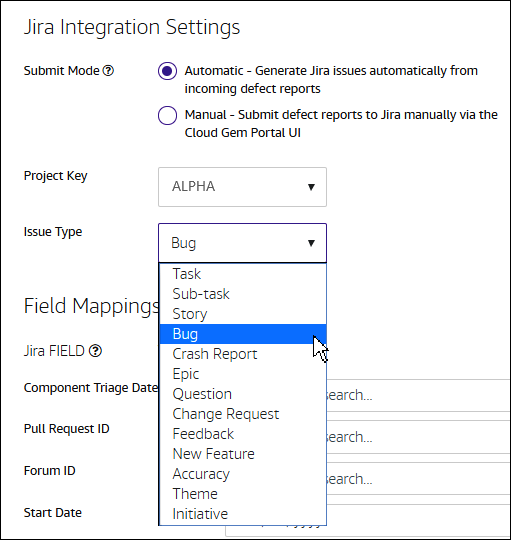 Jira Integration Settings
Submit Mode
Automatic - Generate Jira issues automatically from
incoming defect reports
Manual - Submit defect reports to Jira manually via the
Cloud Gem Portal UI
Project Key
ALPHA
Issue Type
Bug
Task
Sub-task
Story
Field Mappings
Bug
Jira FIELD
Crash Report
Epic
Component Triage Date
Question
search...
Change Request
Pull Request ID
Feedback
search...
New Feature
Forum ID
Accuracy
search...
Theme
Start Date
Initiative